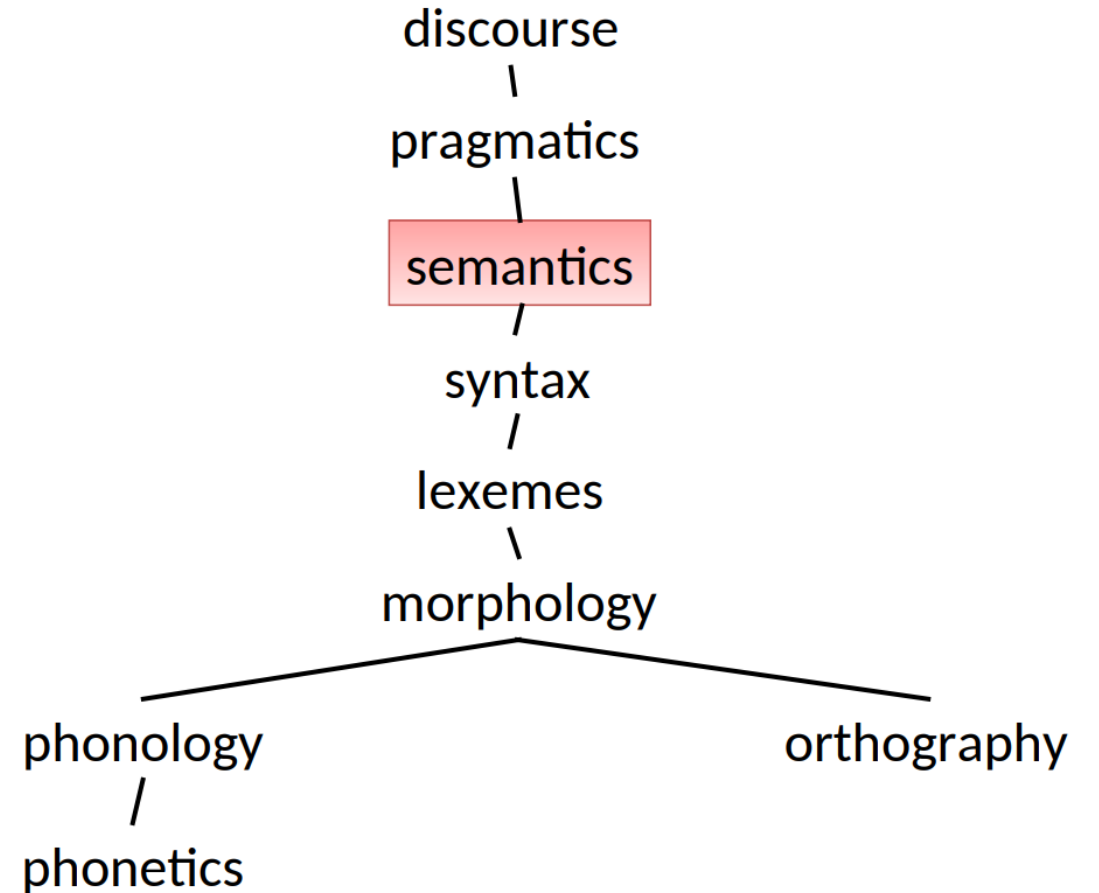 discourse
pragmatics
semantics
syntax
lexemes
morphology
phonology orthography
phonetics